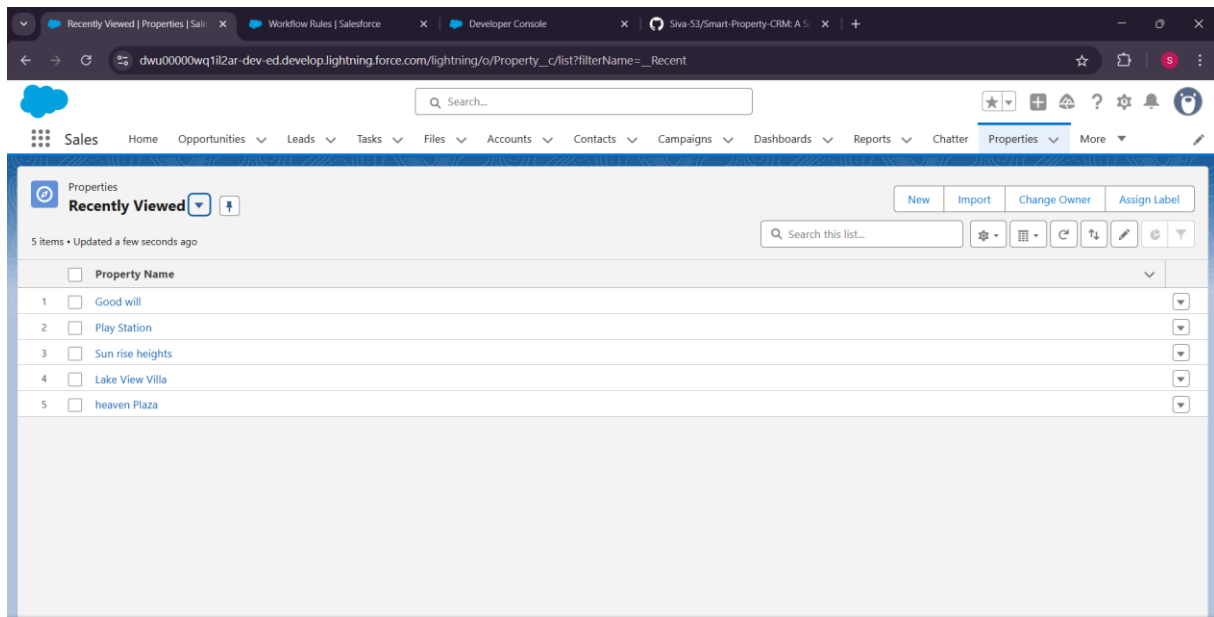 Recently Viewed | Properties | Sale
Workflow Rules | Salesforce
Developer Console
Siva-53/Smart-Property-CRM: A S
dwu00000wq1il2ar-dev-ed.develop.lightning.force.com/lightning/o/Property__c/list?filterName=__Recent
S
Search...
Sales Home Opportunities Leads Tasks Files Accounts Contacts Campaigns Dashboards Reports Chatter Properties More
Properties
Recently Viewed
New Import Change Owner Assign Label
5 items • Updated a few seconds ago
Search this list...
Property Name
1 Good will
2 Play Station
3 Sun rise heights
4 Lake View Villa
5 heaven Plaza